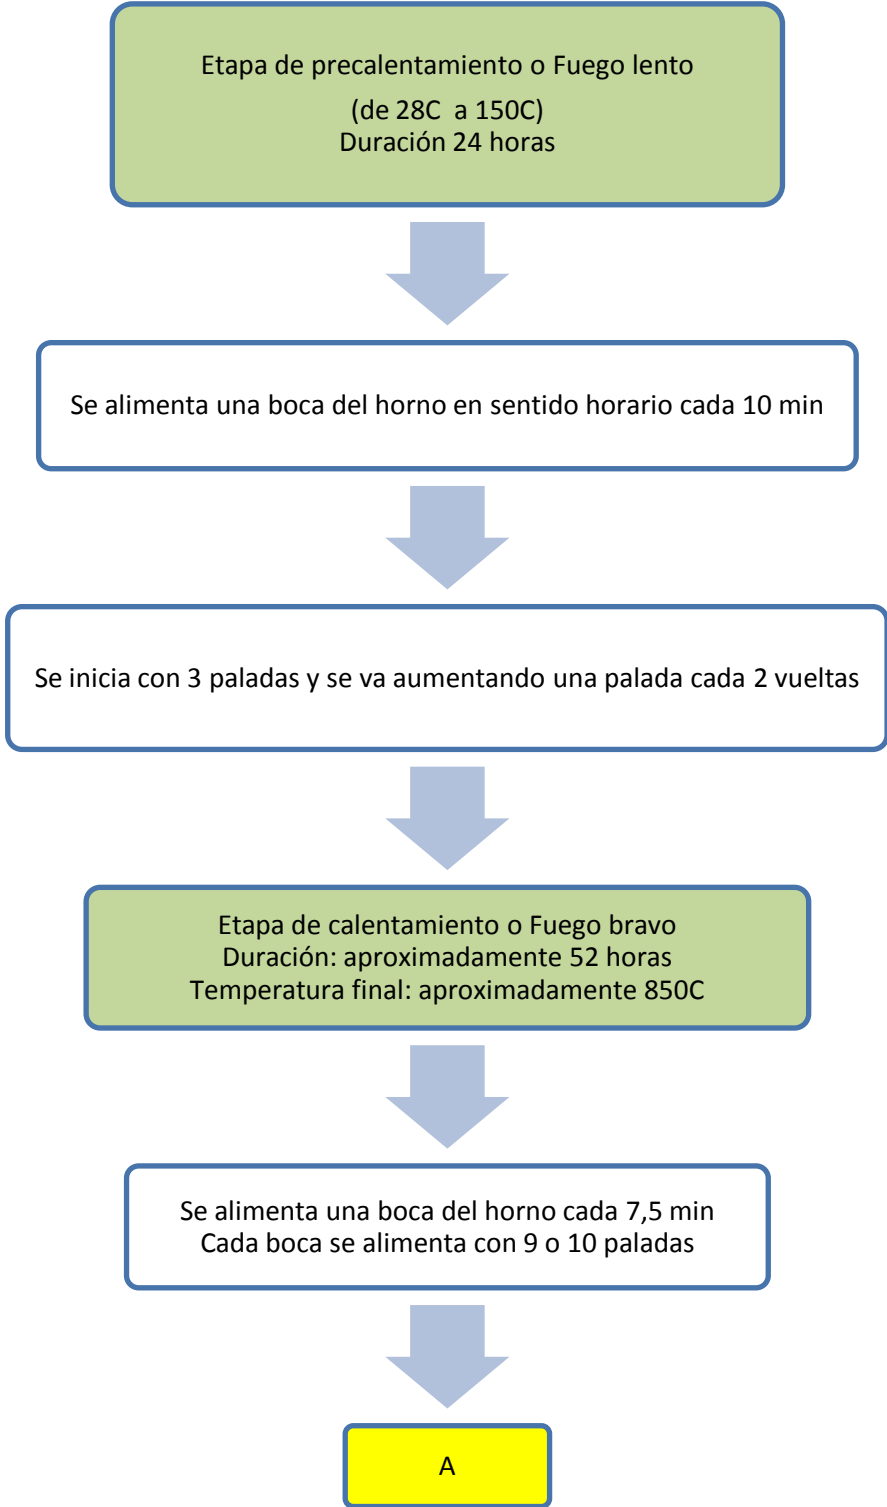 Etapa de precalentamiento o Fuego lento
(de 28C  a 150C)
Duración 24 horas
Se alimenta una boca del horno en sentido horario cada 10 min
Se inicia con 3 paladas y se va aumentando una palada cada 2 vueltas
Etapa de calentamiento o Fuego bravo
Duración: aproximadamente 52 horas
Temperatura final: aproximadamente 850C
Se alimenta una boca del horno cada 7,5 min
Cada boca se alimenta con 9 o 10 paladas
A